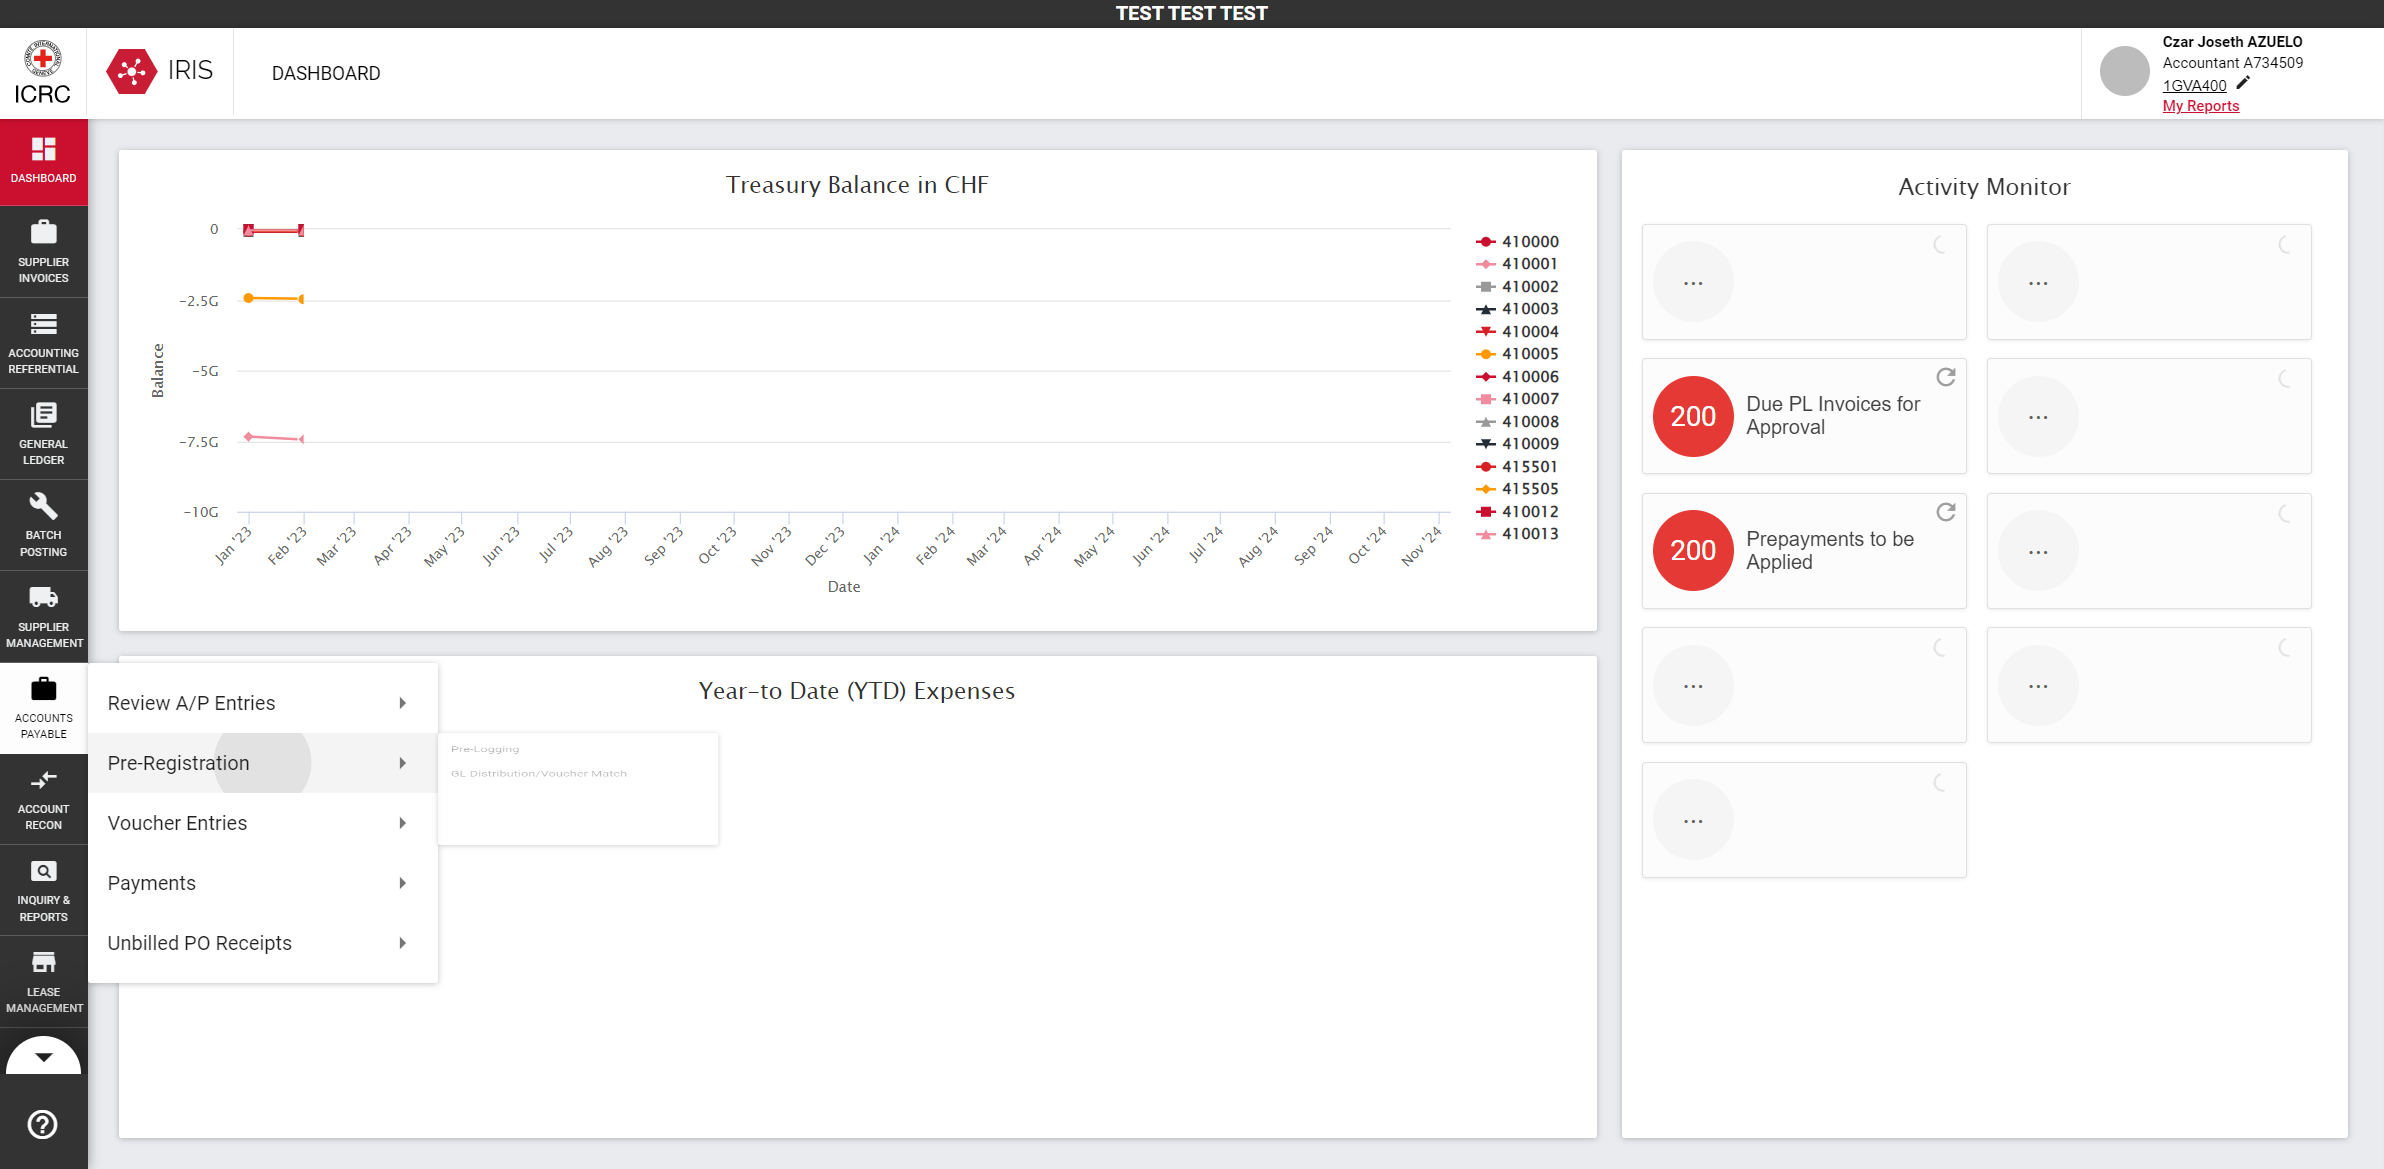 TEST TEST TEST
ICRC
IRIS
DASHBOARD
Czar Joseth AZUELO
Accountant A734509
1GVA400
My Reports
DASHBOARD
SUPPLIER
INVOICES
ACCOUNTING
REFERENTIAL
GENERAL
LEDGER
BATCH
POSTING
SUPPLIER
MANAGEMENT
ACCOUNTS
PAYABLE
ACCOUNT
RECON
INQUIRY &
REPORTS
LEASE
MANAGEMENT
Treasury Balance in CHF
Balance
0
-2.5G
-5G
-7.5G
-10G
Jan '23
Feb '23
Mar '23
Apr '23
May '23
Jun '23
Jul '23
Aug '23
Sep '23
Oct '23
Nov '23
Dec '23
Jan '24
Feb '24
Mar '24
Apr '24
May '24
Jun '24
Jul '24
Aug '24
Sep '24
Oct '24
Nov '24
Date
410000
410001
410002
410003
410004
410005
410006
410007
410008
410009
415501
415505
410012
410013
Review A/P Entries
Pre-Registration
Voucher Entries
Payments
Unbilled PO Receipts
Pre-Logging
GL Distribution/Voucher Match
Year-to Date (YTD) Expenses
Activity Monitor
...
...
200
Due PL Invoices for
Approval
...
200
Prepayments to be
Applied
...
...
...
...